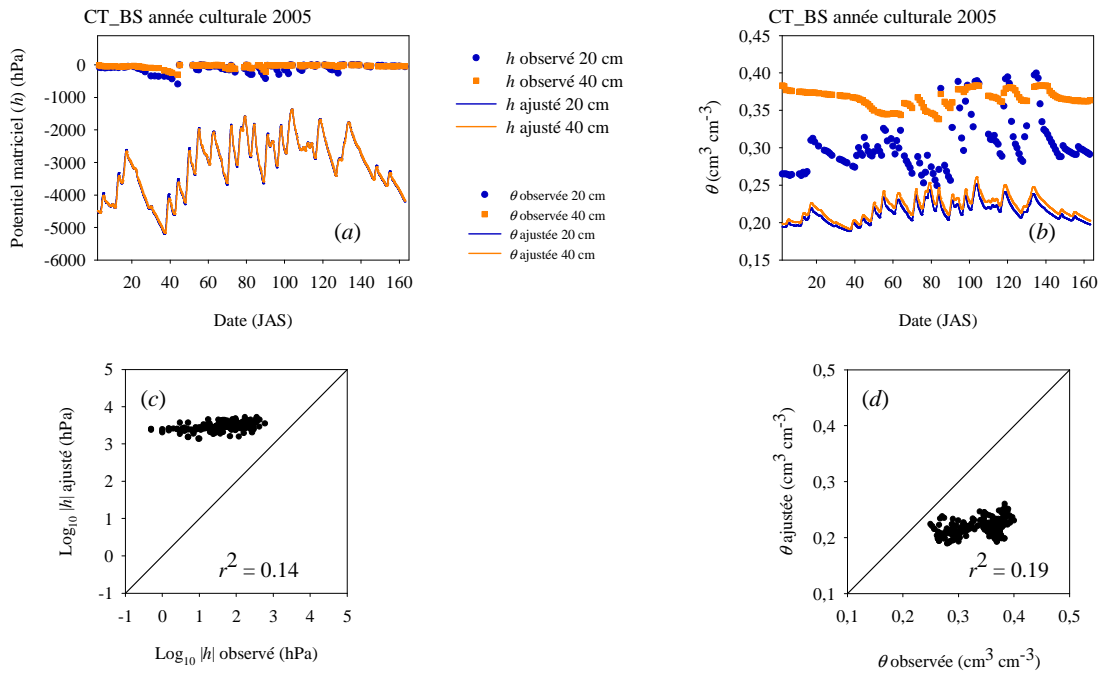 CT_BS année culturale 2005
Potentiel matriciel (h) (hPa)
0
-1000
-2000
-3000
-4000
-5000
-6000
(a)
20 40 60 80 100 120 140 160
Date (JAS)
h observé 20 cm
h observé 40 cm
h ajusté 20 cm
h ajusté 40 cm
θ observée 20 cm
θ observée 40 cm
θ ajustée 20 cm
θ ajustée 40 cm
CT_BS année culturale 2005
θ (cm³ cm⁻³)
0,45
0,40
0,35
0,30
0,25
0,20
0,15
(b)
20 40 60 80 100 120 140 160
Date (JAS)
Log₁₀ |h| ajusté (hPa)
5
4
3
2
1
0
-1
(c)
r² = 0.14
-1 0 1 2 3 4 5
Log₁₀ |h| observé (hPa)
θ ajustée (cm³ cm⁻³)
0,5
0,4
0,3
0,2
0,1
(d)
r² = 0.19
0,1 0,2 0,3 0,4 0,5
θ observée (cm³ cm⁻³)